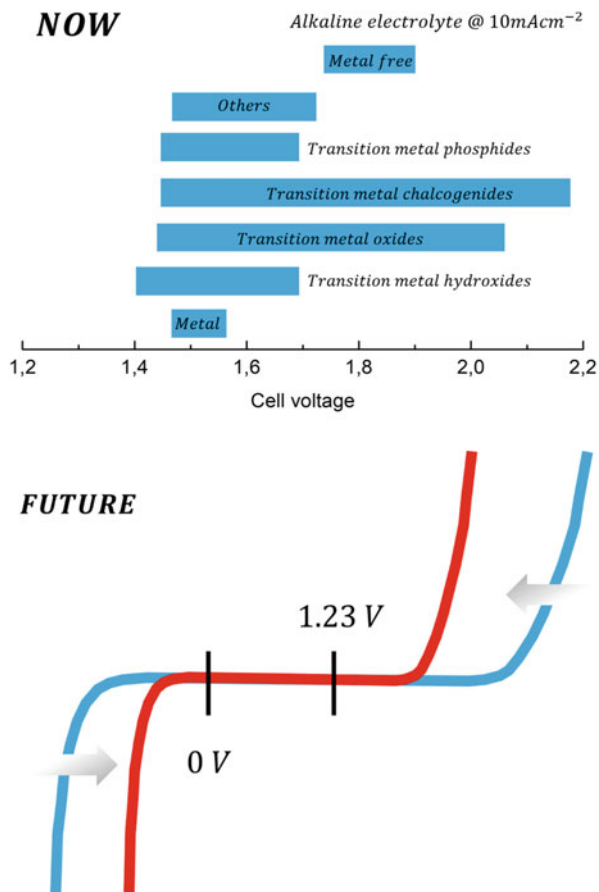 NOW
Alkaline electrolyte @ 10mAcm⁻²
Metal free
Others
Transition metal phosphides
Transition metal chalcogenides
Transition metal oxides
Transition metal hydroxides
Metal
1,2 1,4 1,6 1,8 2,0 2,2
Cell voltage
FUTURE
1.23 V
0 V